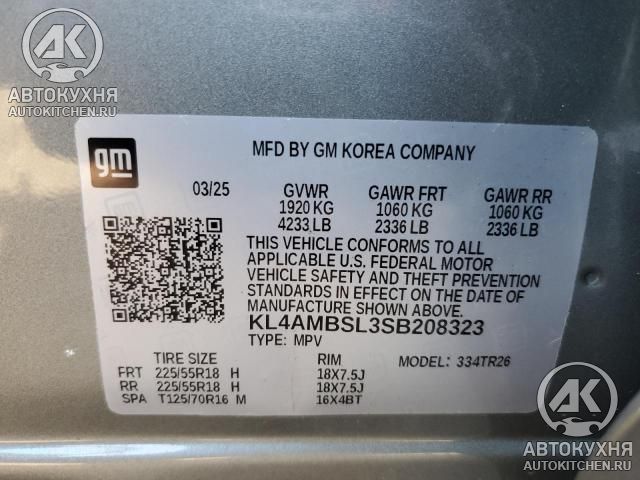 AK
АВТОКУХНЯ
AUTOKITCHEN.RU
gm
MFD BY GM KOREA COMPANY
03/25 GVWR GAWR FRT GAWR RR
1920 KG 1060 KG 1060 KG
4233 LB 2336 LB 2336 LB
THIS VEHICLE CONFORMS TO ALL
APPLICABLE U.S. FEDERAL MOTOR
VEHICLE SAFETY AND THEFT PREVENTION
STANDARDS IN EFFECT ON THE DATE OF
MANUFACTURE SHOWN ABOVE.
KL4AMBSL3SB208323
TYPE: MPV MODEL: 334TR26
TIRE SIZE RIM
FRT 225/55R18 H 18X7.5J
RR 225/55R18 H 18X7.5J
SPA T125/70R16 M 16X4BT
AK
АВТОКУХНЯ
AUTOKITCHEN.RU